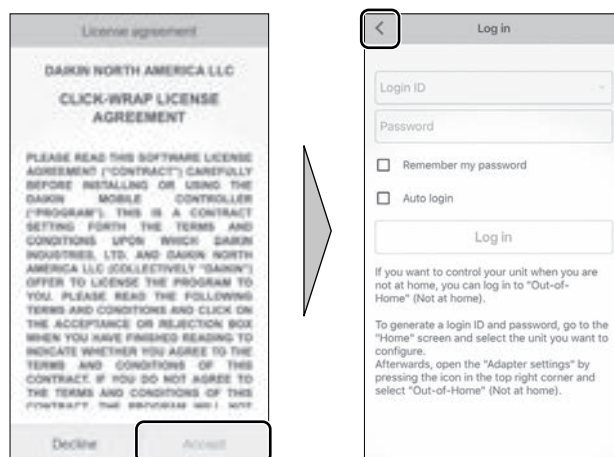 License agreement
DAIKIN NORTH AMERICA LLC
CLICK-WRAP LICENSE
AGREEMENT
PLEASE READ THIS SOFTWARE LICENSE
AGREEMENT ("CONTRACT") CAREFULLY
BEFORE INSTALLING OR USING THE
DAIKIN MOBILE CONTROLLER
("PROGRAM"). THIS IS A CONTRACT
SETTING FORTH THE TERMS AND
CONDITIONS UPON WHICH DAIKIN
INDUSTRIES, LTD. AND DAIKIN NORTH
AMERICA LLC (COLLECTIVELY "DAIKIN")
OFFER TO LICENSE THE PROGRAM TO
YOU. PLEASE READ THE FOLLOWING
TERMS AND CONDITIONS AND CLICK ON
THE ACCEPTANCE OR REJECTION BOX
WHEN YOU HAVE FINISHED READING TO
INDICATE WHETHER YOU AGREE TO THE
TERMS AND CONDITIONS OF THIS
CONTRACT. IF YOU DO NOT AGREE TO
THE TERMS AND CONDITIONS OF THIS
CONTRACT, THE PROGRAM WILL NOT
Decline
Accept
Log in
Login ID
Password
Remember my password
Auto login
Log in
If you want to control your unit when you are
not at home, you can log in to "Out-of-
Home" (Not at home).
To generate a login ID and password, go to the
"Home" screen and select the unit you want to
configure.
Afterwards, open the "Adapter settings" by
pressing the icon in the top right corner and
select "Out-of-Home" (Not at home).